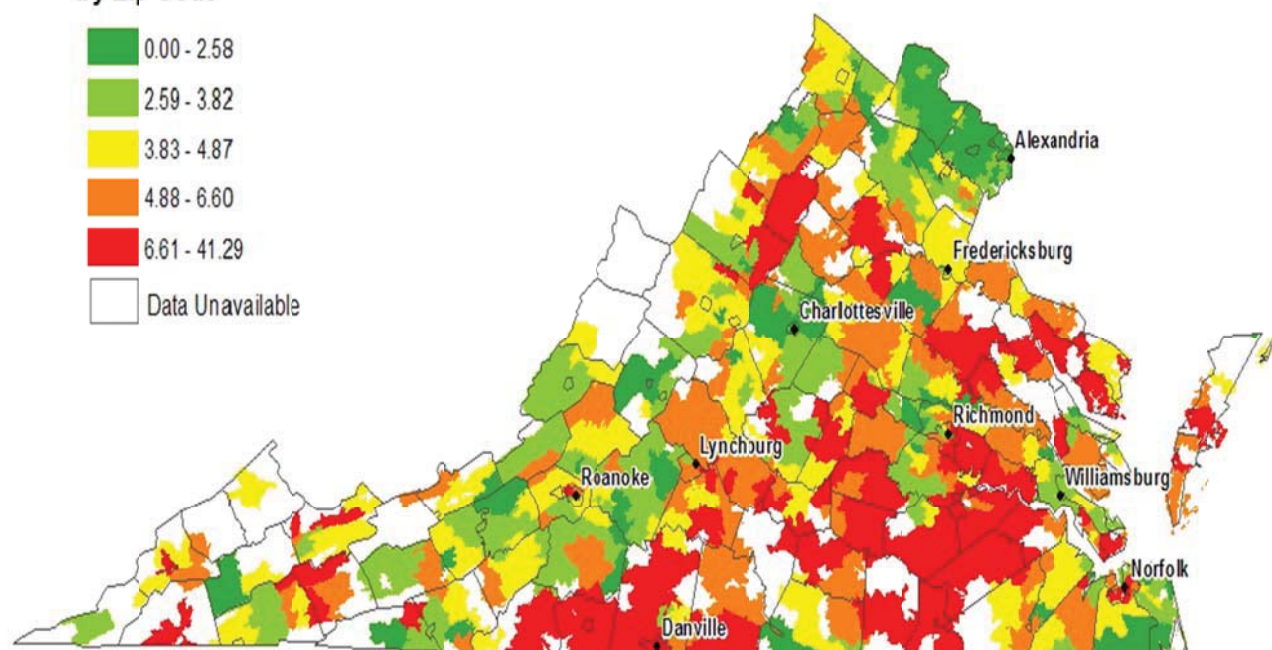 0.00 - 2.58
2.59 - 3.82
3.83 - 4.87
4.88 - 6.60
6.61 - 41.29
Data Unavailable
Alexandria
Fredericksburg
Charlottesville
Richmond
Lynchburg
Roanoke
Williamsburg
Norfolk
Danville